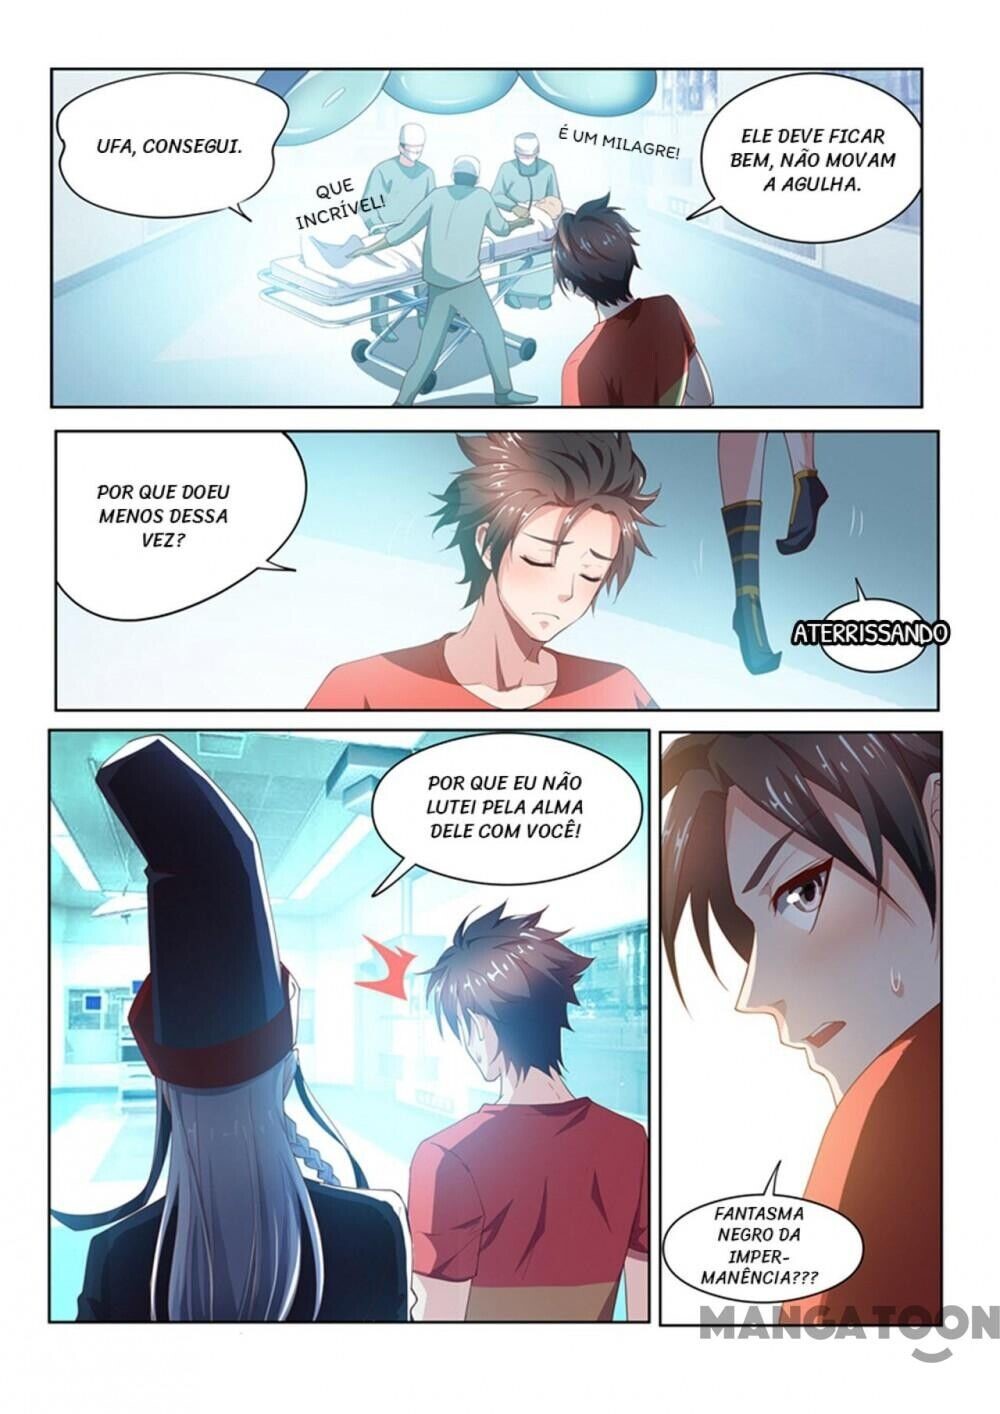 UFA, CONSEGUI.
QUE
INCRÍVEL!
É UM MILAGRE!
ELE DEVE FICAR
BEM, NÃO MOVAM
A AGULHA.
POR QUE DOEU
MENOS DESSA
VEZ?
ATERRISSANDO
POR QUE EU NÃO
LUTEI PELA ALMA
DELE COM VOCÊ!
FANTASMA
NEGRO DA
IMPER-
MANÊNCIA???
MANGATOON